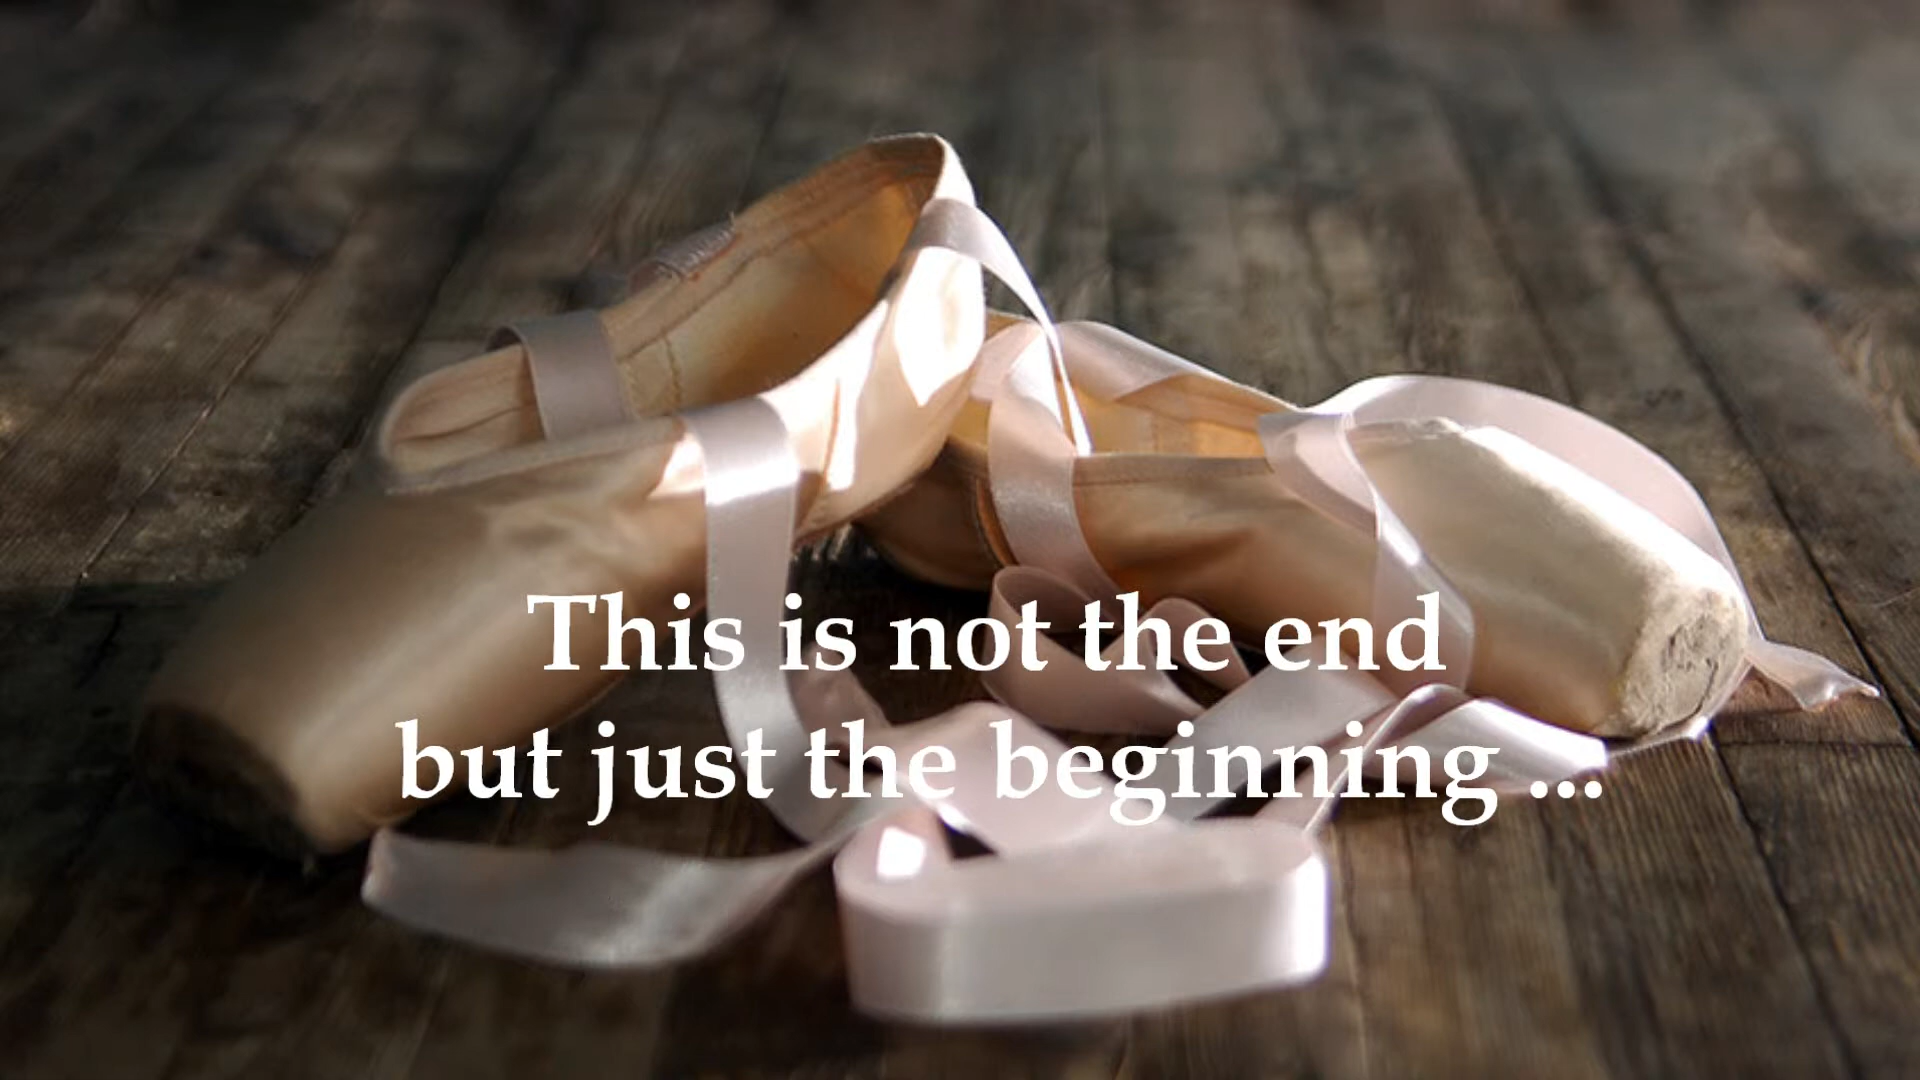 This is not the end
but just the beginning ...